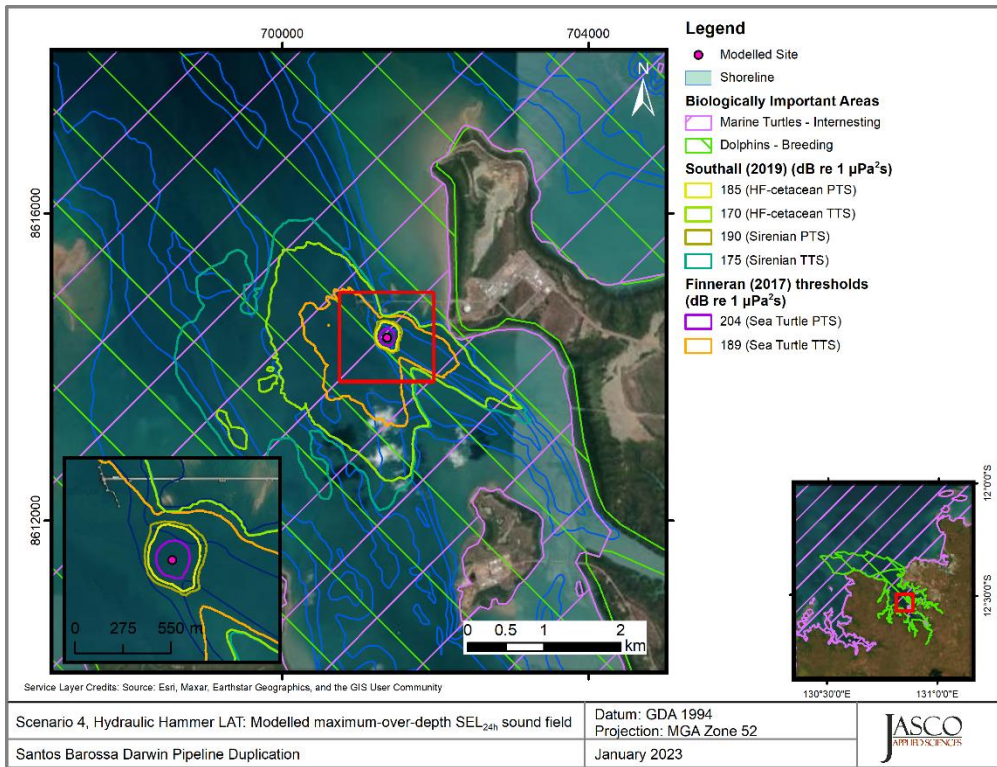 700000
704000
8616000
8612000
N
0 275 550 m
0 0.5 1 2
km
Legend
Modelled Site
Shoreline
Biologically Important Areas
Marine Turtles - Internesting
Dolphins - Breeding
Southall (2019) (dB re 1 µPa²s)
185 (HF-cetacean PTS)
170 (HF-cetacean TTS)
190 (Sirenian PTS)
175 (Sirenian TTS)
Finneran (2017) thresholds
(dB re 1 µPa²s)
204 (Sea Turtle PTS)
189 (Sea Turtle TTS)
12°0'0"S
12°30'0"S
130°30'0"E
131°0'0"E
Service Layer Credits: Source: Esri, Maxar, Earthstar Geographics, and the GIS User Community
Scenario 4, Hydraulic Hammer LAT: Modelled maximum-over-depth SEL24h sound field
Datum: GDA 1994
Projection: MGA Zone 52
Santos Barossa Darwin Pipeline Duplication
January 2023
JASCO
APPLIED SCIENCES